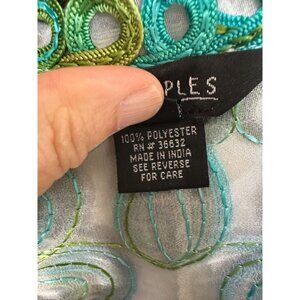 PLES
100% POLYESTER
RN # 36632
MADE IN INDIA
SEE REVERSE
FOR CARE